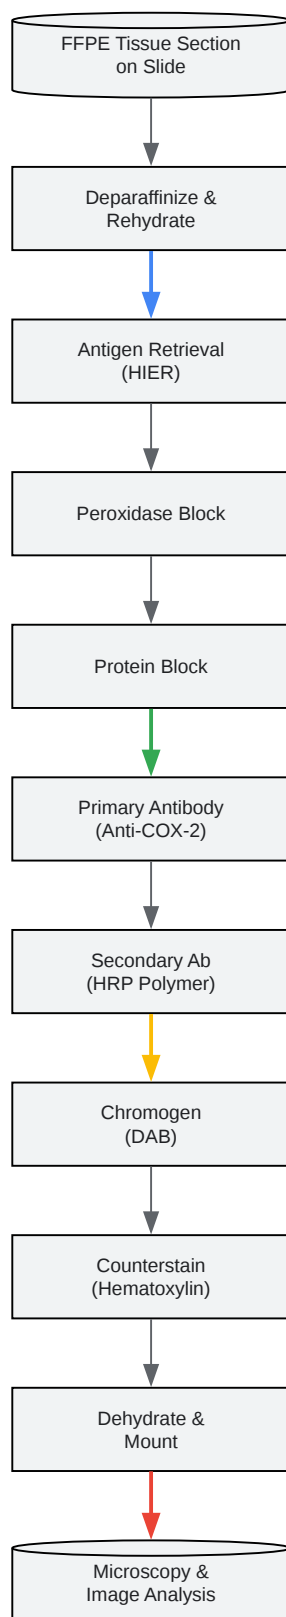 FFPE Tissue Section
on Slide
Deparaffinize &
Rehydrate
Antigen Retrieval
(HIER)
Peroxidase Block
Protein Block
Primary Antibody
(Anti-COX-2)
Secondary Ab
(HRP Polymer)
Chromogen
(DAB)
Counterstain
(Hematoxylin)
Dehydrate &
Mount
Microscopy &
Image Analysis